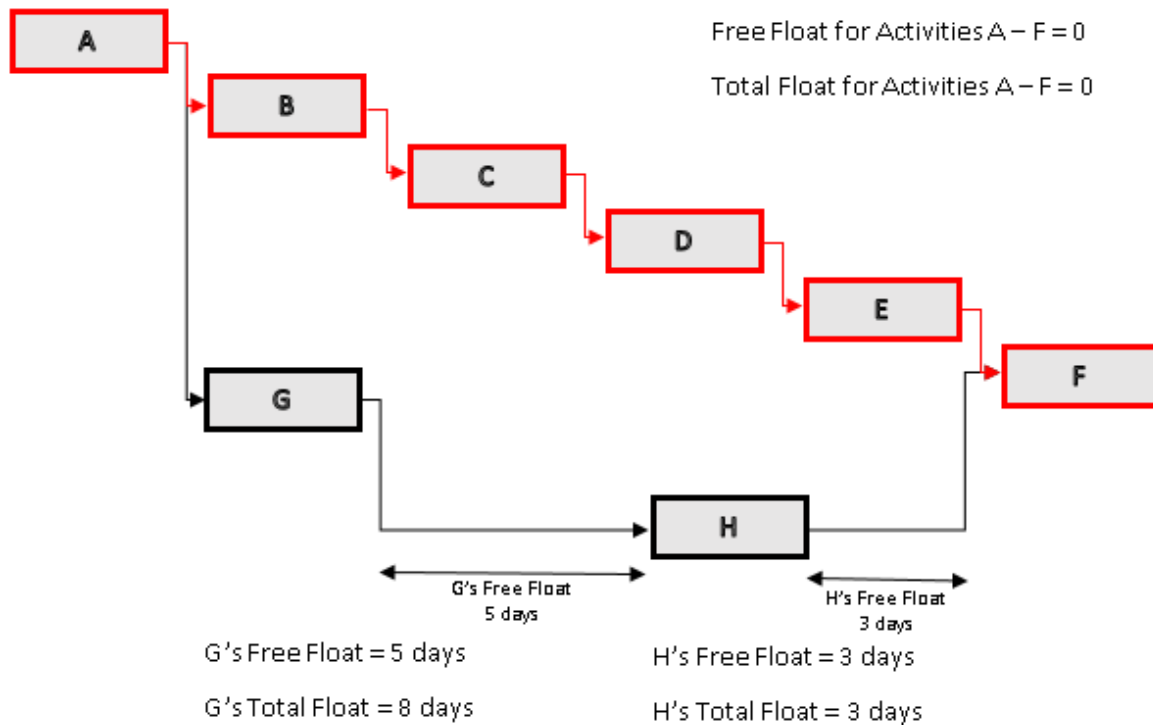 A
Free Float for Activities A – F = 0
Total Float for Activities A – F = 0
B
C
D
E
F
G
H
G's Free Float
5 days
H's Free Float
3 days
G's Free Float = 5 days
H's Free Float = 3 days
G's Total Float = 8 days
H's Total Float = 3 days